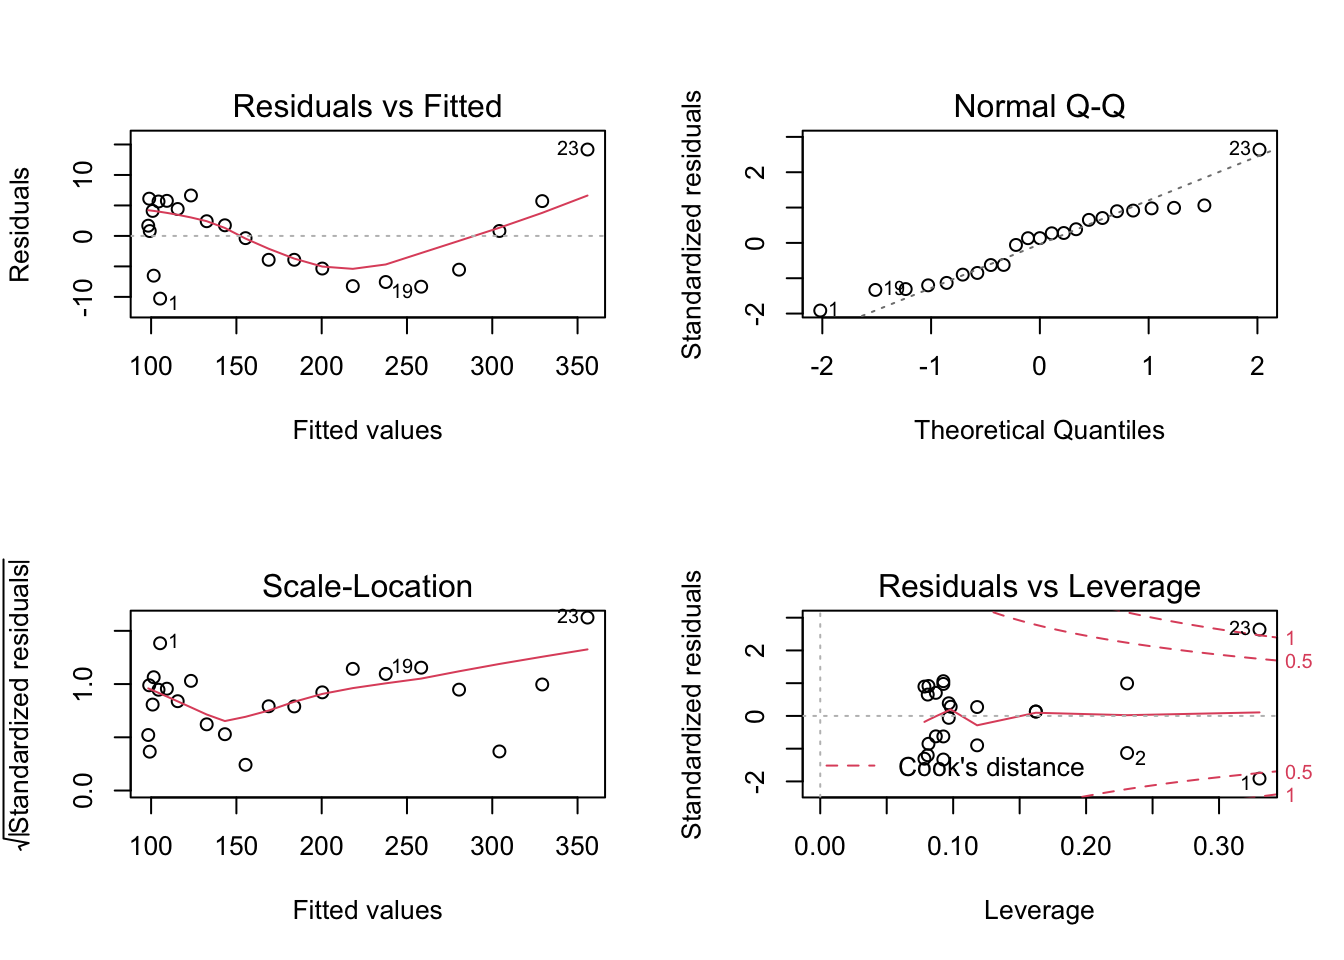 Residuals vs Fitted
Residuals
-10 0 10
23
19
1
100 150 200 250 300 350
Fitted values
Normal Q-Q
Standardized residuals
-2 0 2
23
19
1
-2 -1 0 1 2
Theoretical Quantiles
Scale-Location
√|Standardized residuals|
0.0 1.0
23
1
19
100 150 200 250 300 350
Fitted values
Residuals vs Leverage
Standardized residuals
-2 0 2
23
1
0.5
2
Cook's distance
0.5
1
1
0.00 0.10 0.20 0.30
Leverage